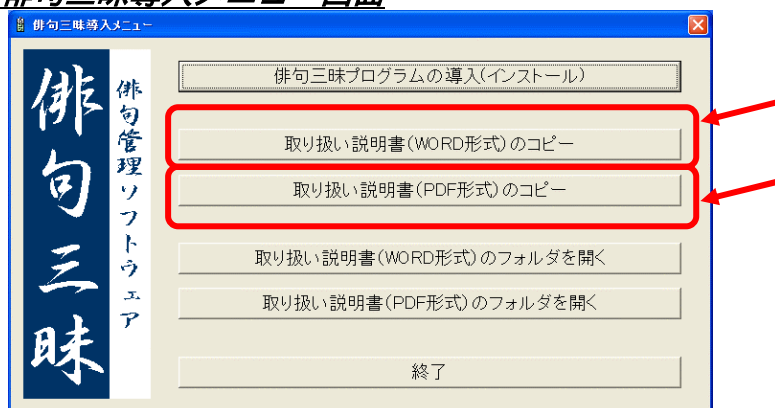 俳句三昧導入メニュー画面
俳句三昧導入メニュー
俳句三昧
俳句管理ソフトウェア
俳句三昧プログラムの導入(インストール)
取り扱い説明書(WORD形式)のコピー
取り扱い説明書(PDF形式)のコピー
取り扱い説明書(WORD形式)のフォルダを開く
取り扱い説明書(PDF形式)のフォルダを開く
終了